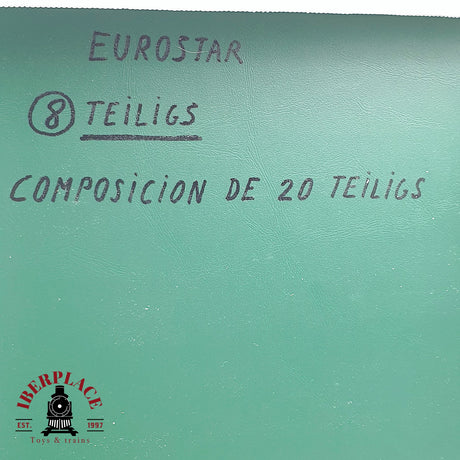 EUROSTAR
8 TEILIGS
COMPOSICION DE 20 TEILIGS
IBERPLACE
EST. 1997
Toys & trains